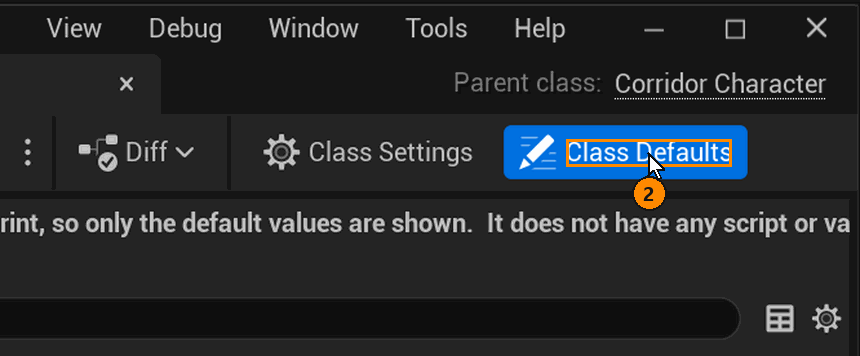 View Debug Window Tools Help
Parent class: Corridor Character
Diff Class Settings Class Defaults
2
rint, so only the default values are shown. It does not have any script or va